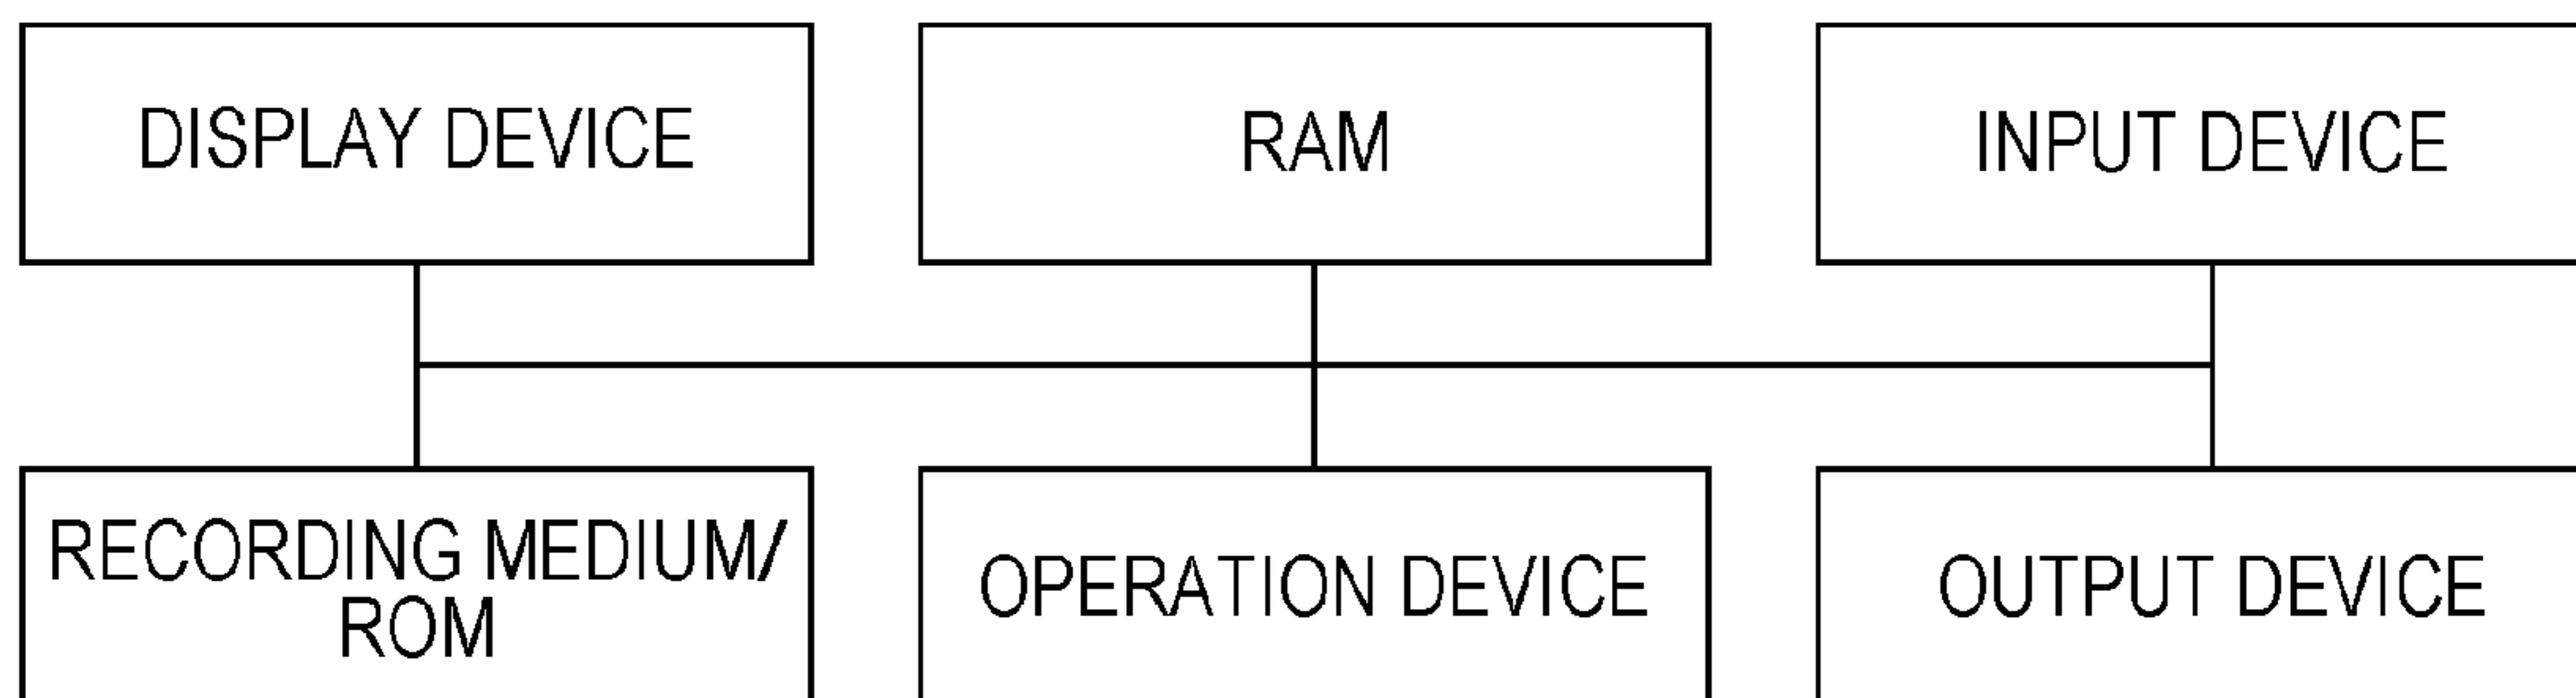 DISPLAY DEVICE
RAM
INPUT DEVICE
RECORDING MEDIUM/
ROM
OPERATION DEVICE
OUTPUT DEVICE